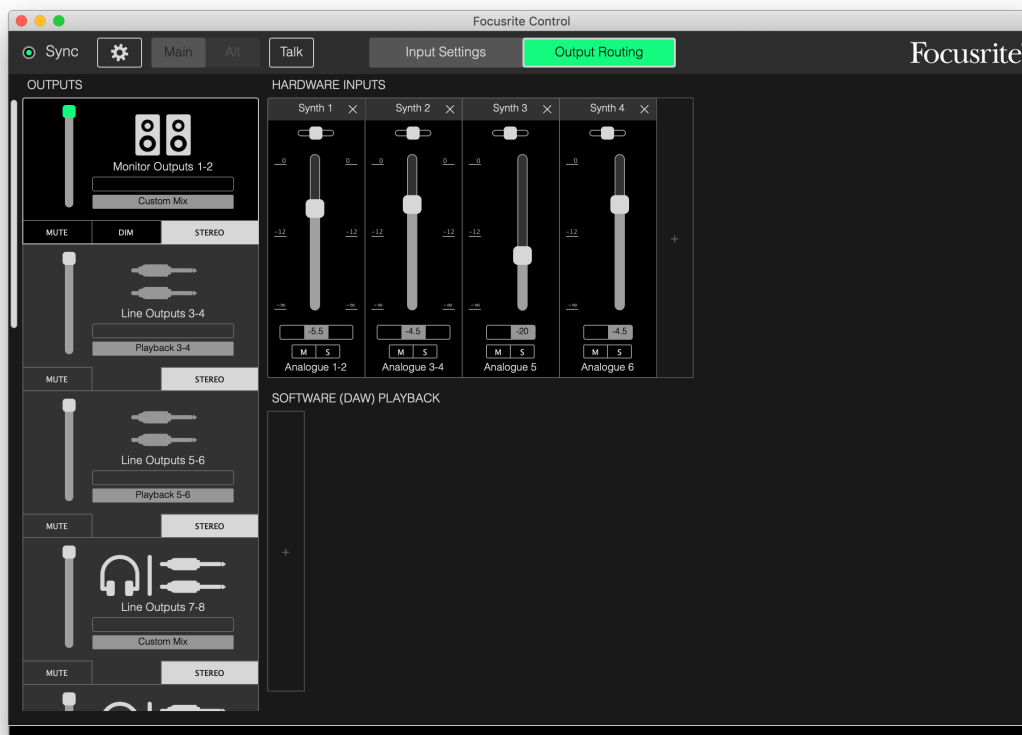 Focusrite Control
Sync
Main
Alt
Talk
Input Settings
Output Routing
Focusrite
OUTPUTS
Monitor Outputs 1-2
Custom Mix
MUTE
DIM
STEREO
Line Outputs 3-4
Playback 3-4
MUTE
STEREO
Line Outputs 5-6
Playback 5-6
MUTE
STEREO
Line Outputs 7-8
Custom Mix
MUTE
STEREO
HARDWARE INPUTS
Synth 1
0 0
-12 -12
-∞ -∞
-5.5
M S
Analogue 1-2
Synth 2
0 0
-12 -12
-∞ -∞
-4.5
M S
Analogue 3-4
Synth 3
0
-12
-∞
-20
M S
Analogue 5
Synth 4
0
-12
-∞
-4.5
M S
Analogue 6
+
SOFTWARE (DAW) PLAYBACK
+